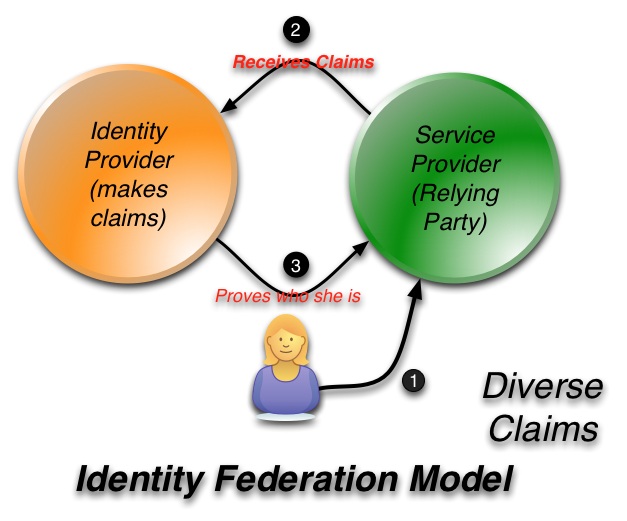 2
Receives Claims
Identity
Provider
(makes
claims)
Service
Provider
(Relying
Party)
3
Proves who she is
1
Diverse
Claims
Identity Federation Model